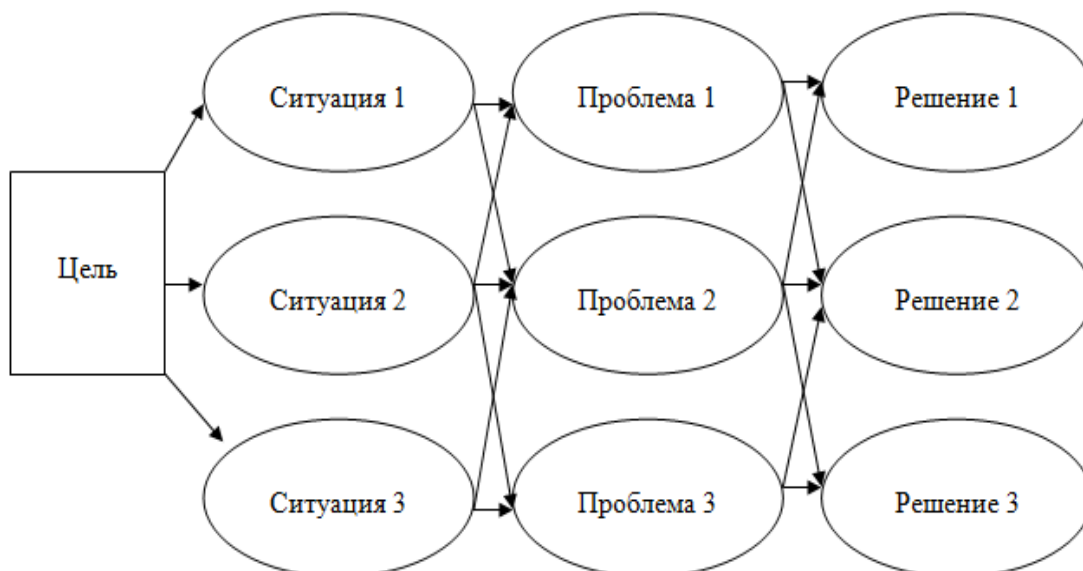 Ситуация 1
Проблема 1
Решение 1
Цель
Ситуация 2
Проблема 2
Решение 2
Ситуация 3
Проблема 3
Решение 3